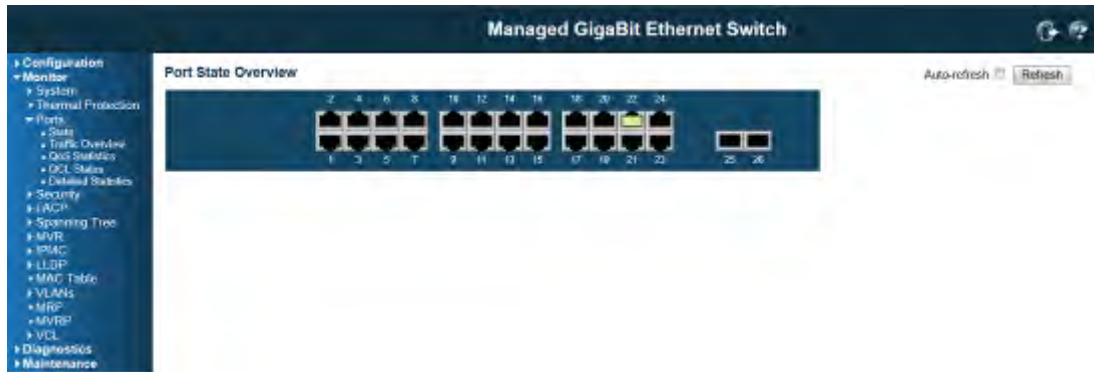 Managed GigaBit Ethernet Switch
Configuration
Monitor
System
Thermal Protection
Ports
State
Traffic Overview
QoS Statistics
QCL Status
Detailed Statistics
Security
LACP
Spanning Tree
MVR
IPMC
LLDP
MAC Table
VLANs
MRP
MVRP
VCL
Diagnostics
Maintenance
Port State Overview
Auto-refresh Refresh
2 4 6 8 10 12 14 16 18 20 22 24
1 3 5 7 9 11 13 15 17 19 21 23 25 26